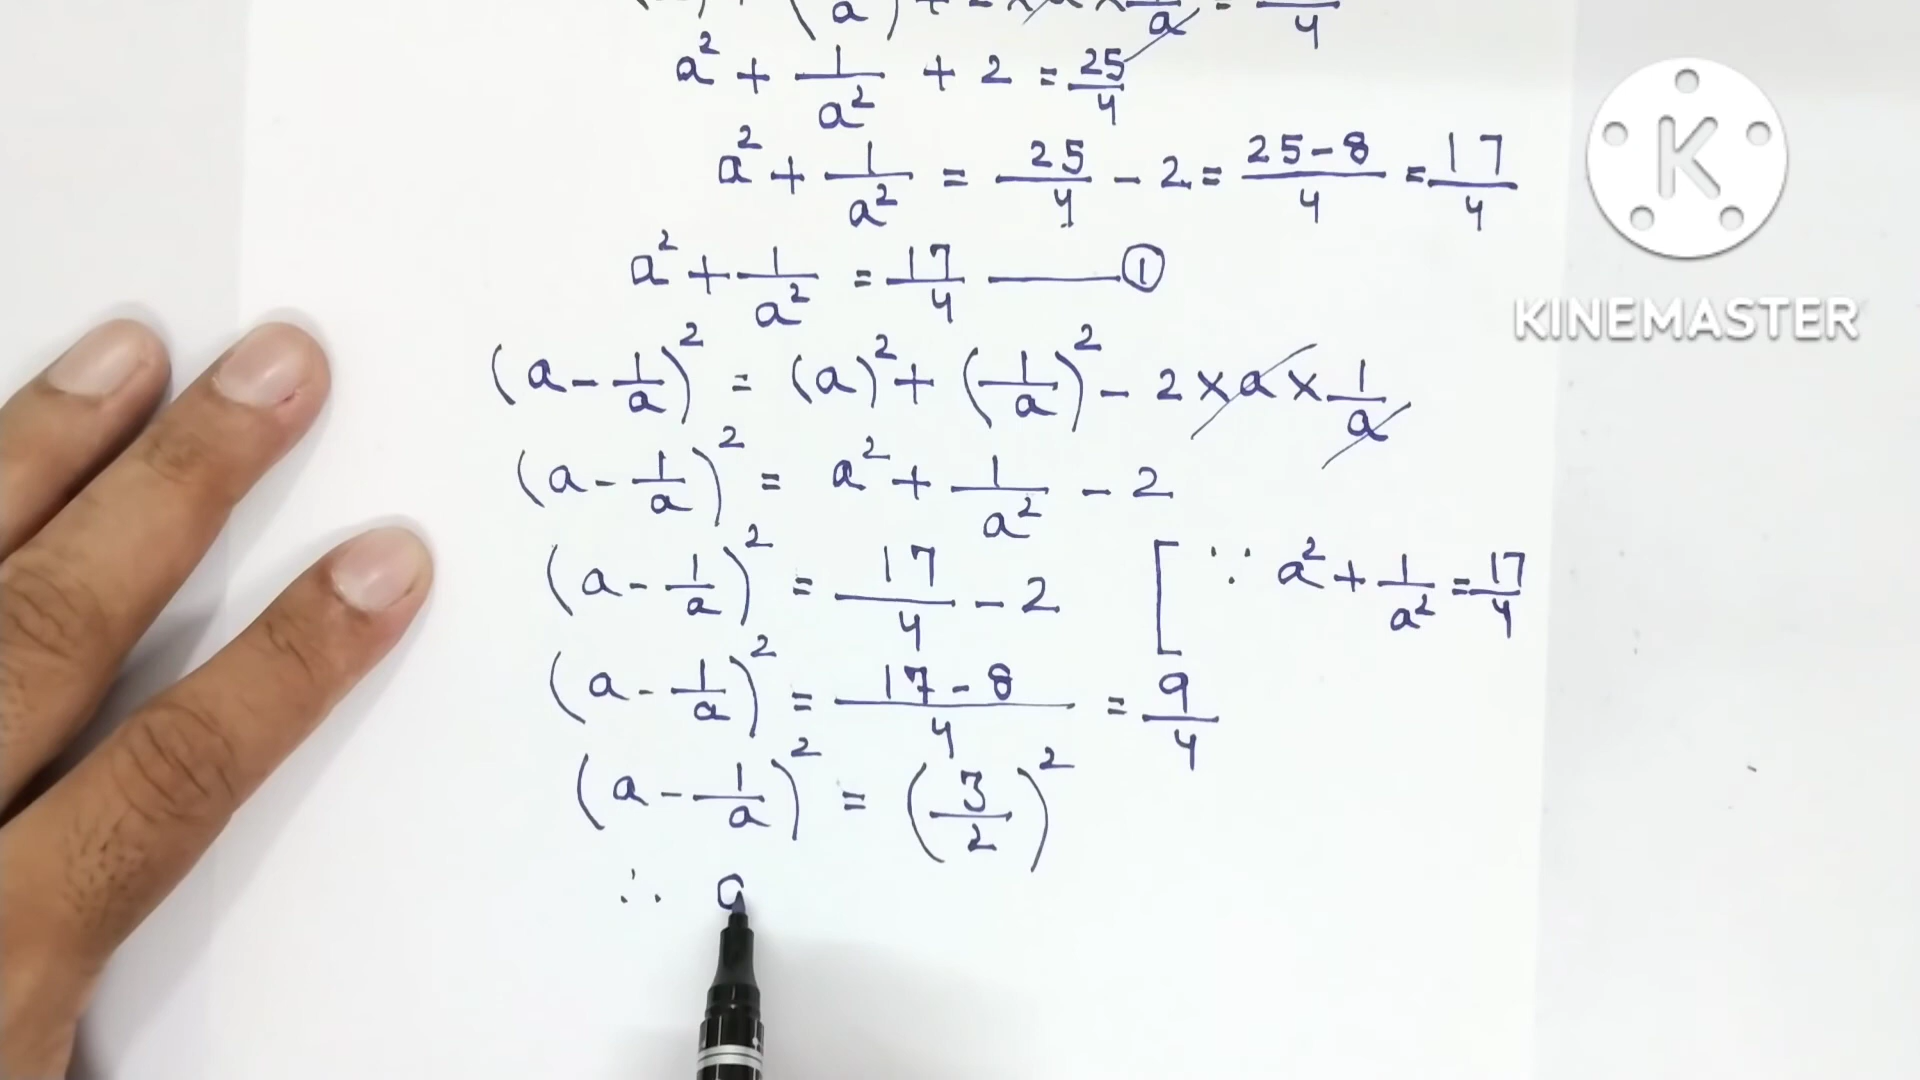 a² + 1/a² + 2 = 25/4
a² + 1/a² = 25/4 - 2 = 25-8/4 = 17/4
a² + 1/a² = 17/4 —— ①
(a - 1/a)² = (a)² + (1/a)² - 2 × a × 1/a
(a - 1/a)² = a² + 1/a² - 2
(a - 1/a)² = 17/4 - 2 [∵ a² + 1/a² = 17/4
(a - 1/a)² = 17-8/4 = 9/4
(a - 1/a)² = (3/2)²
∴ a
K
KINEMASTER